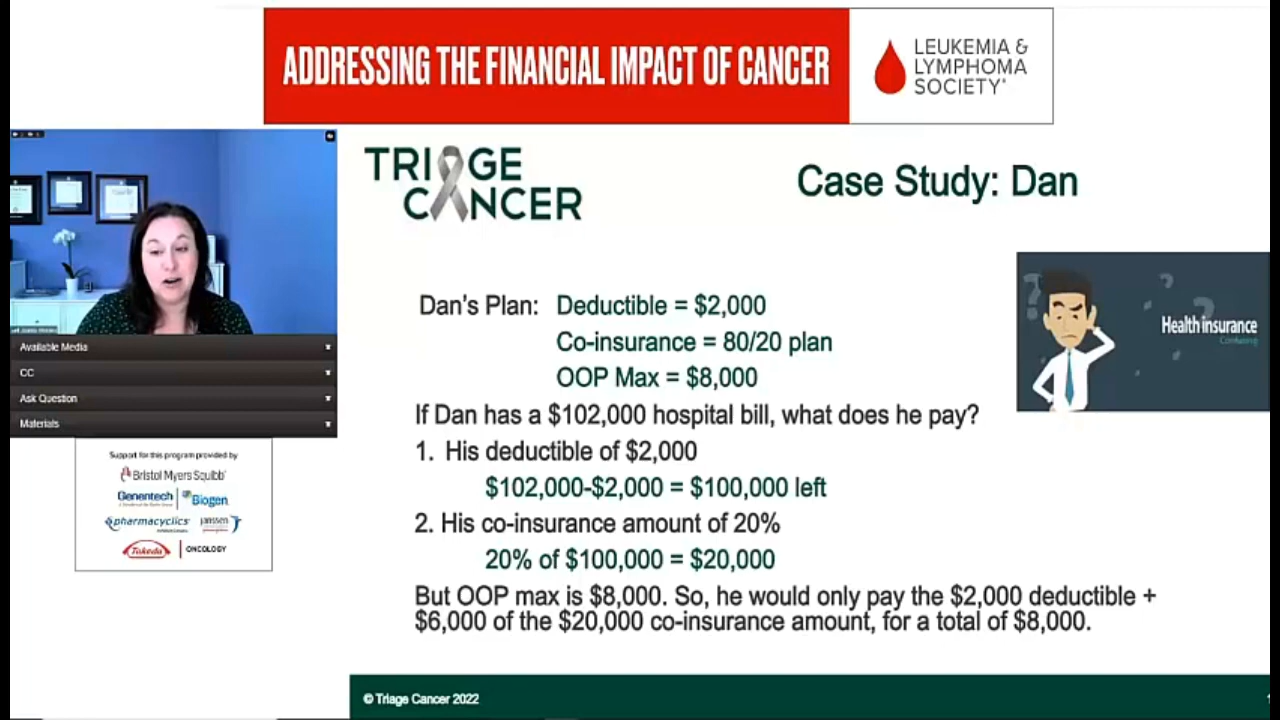 ADDRESSING THE FINANCIAL IMPACT OF CANCER
LEUKEMIA &
LYMPHOMA
SOCIETY®
TRIAGE
CANCER
Case Study: Dan
Dan's Plan: Deductible = $2,000
Co-insurance = 80/20 plan
OOP Max = $8,000
Health insurance
Confusing
If Dan has a $102,000 hospital bill, what does he pay?
1. His deductible of $2,000
$102,000-$2,000 = $100,000 left
2. His co-insurance amount of 20%
20% of $100,000 = $20,000
But OOP max is $8,000. So, he would only pay the $2,000 deductible +
$6,000 of the $20,000 co-insurance amount, for a total of $8,000.
© Triage Cancer 2022
Available Media
CC
Ask Question
Materials
Support for this program provided by
Bristol Myers Squibb
Genentech
Biogen
pharmacyclics
janssen
Takeda
ONCOLOGY